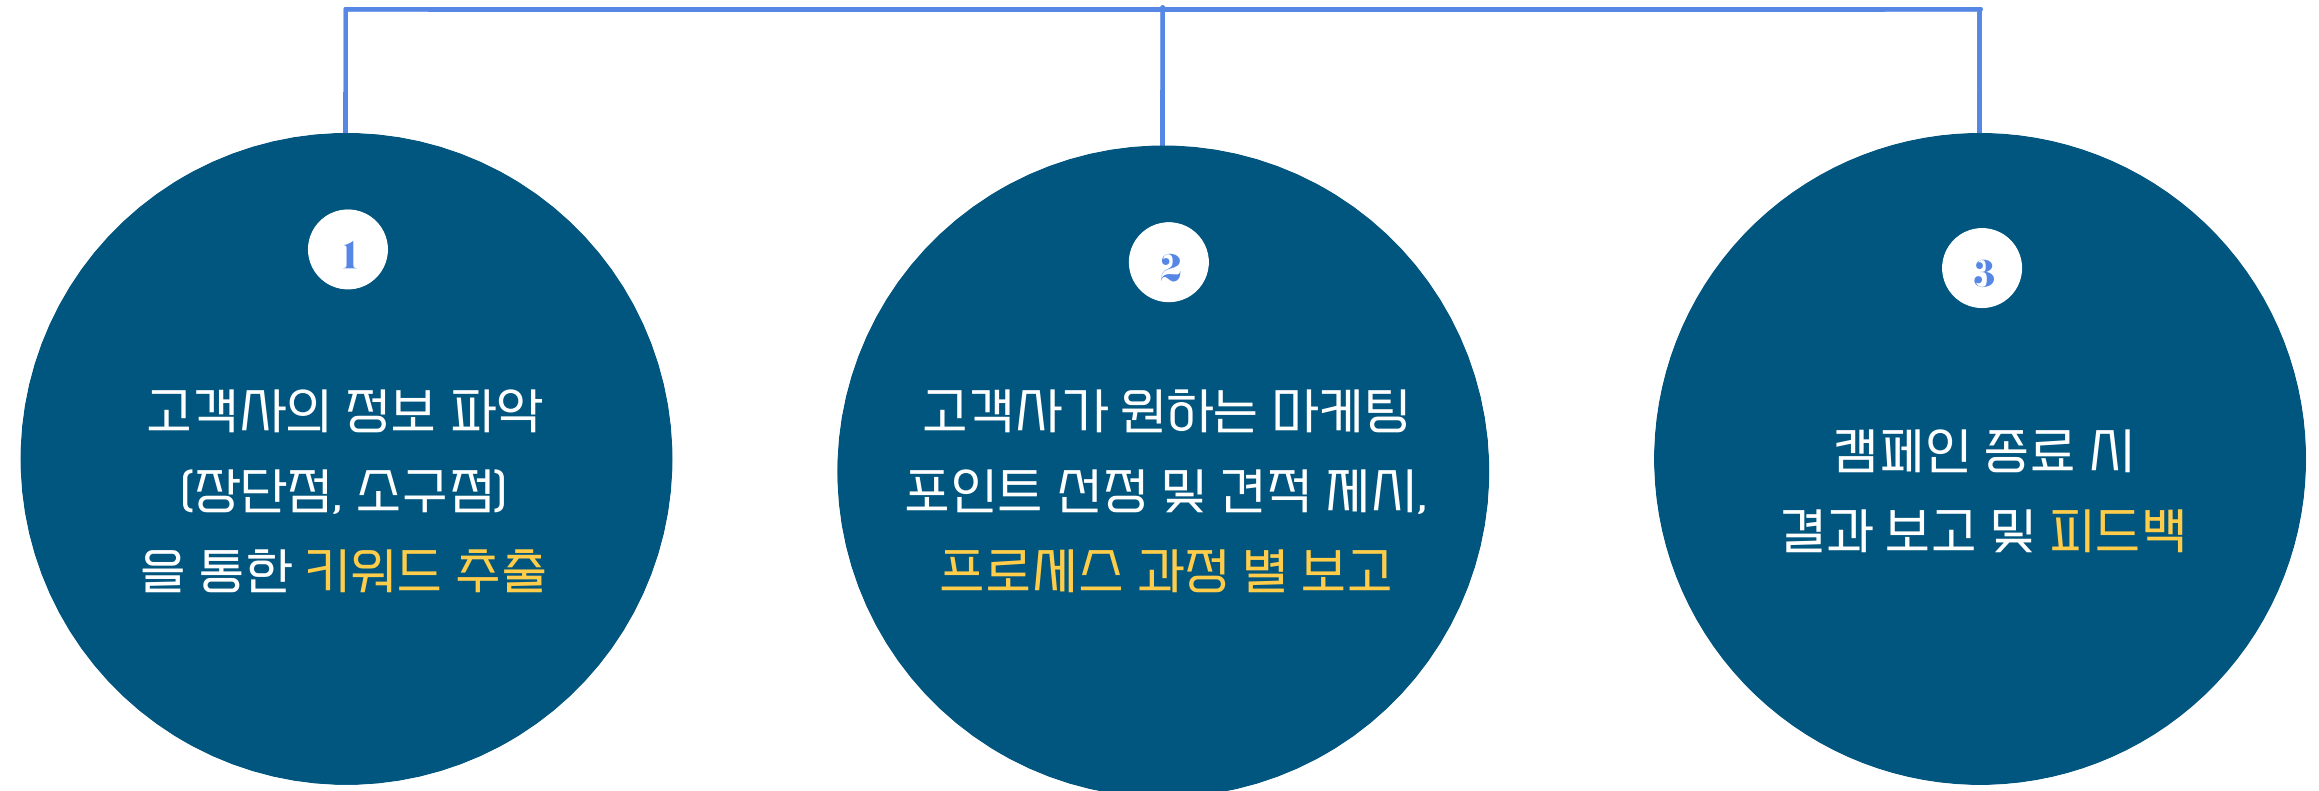 1
고객사의 정보 파악
(장단점, 소구점)
을 통한 키워드 추출
2
고객사가 원하는 마케팅
포인트 선정 및 견적 제시,
프로세스 과정 별 보고
3
캠페인 종료 시
결과 보고 및 피드백